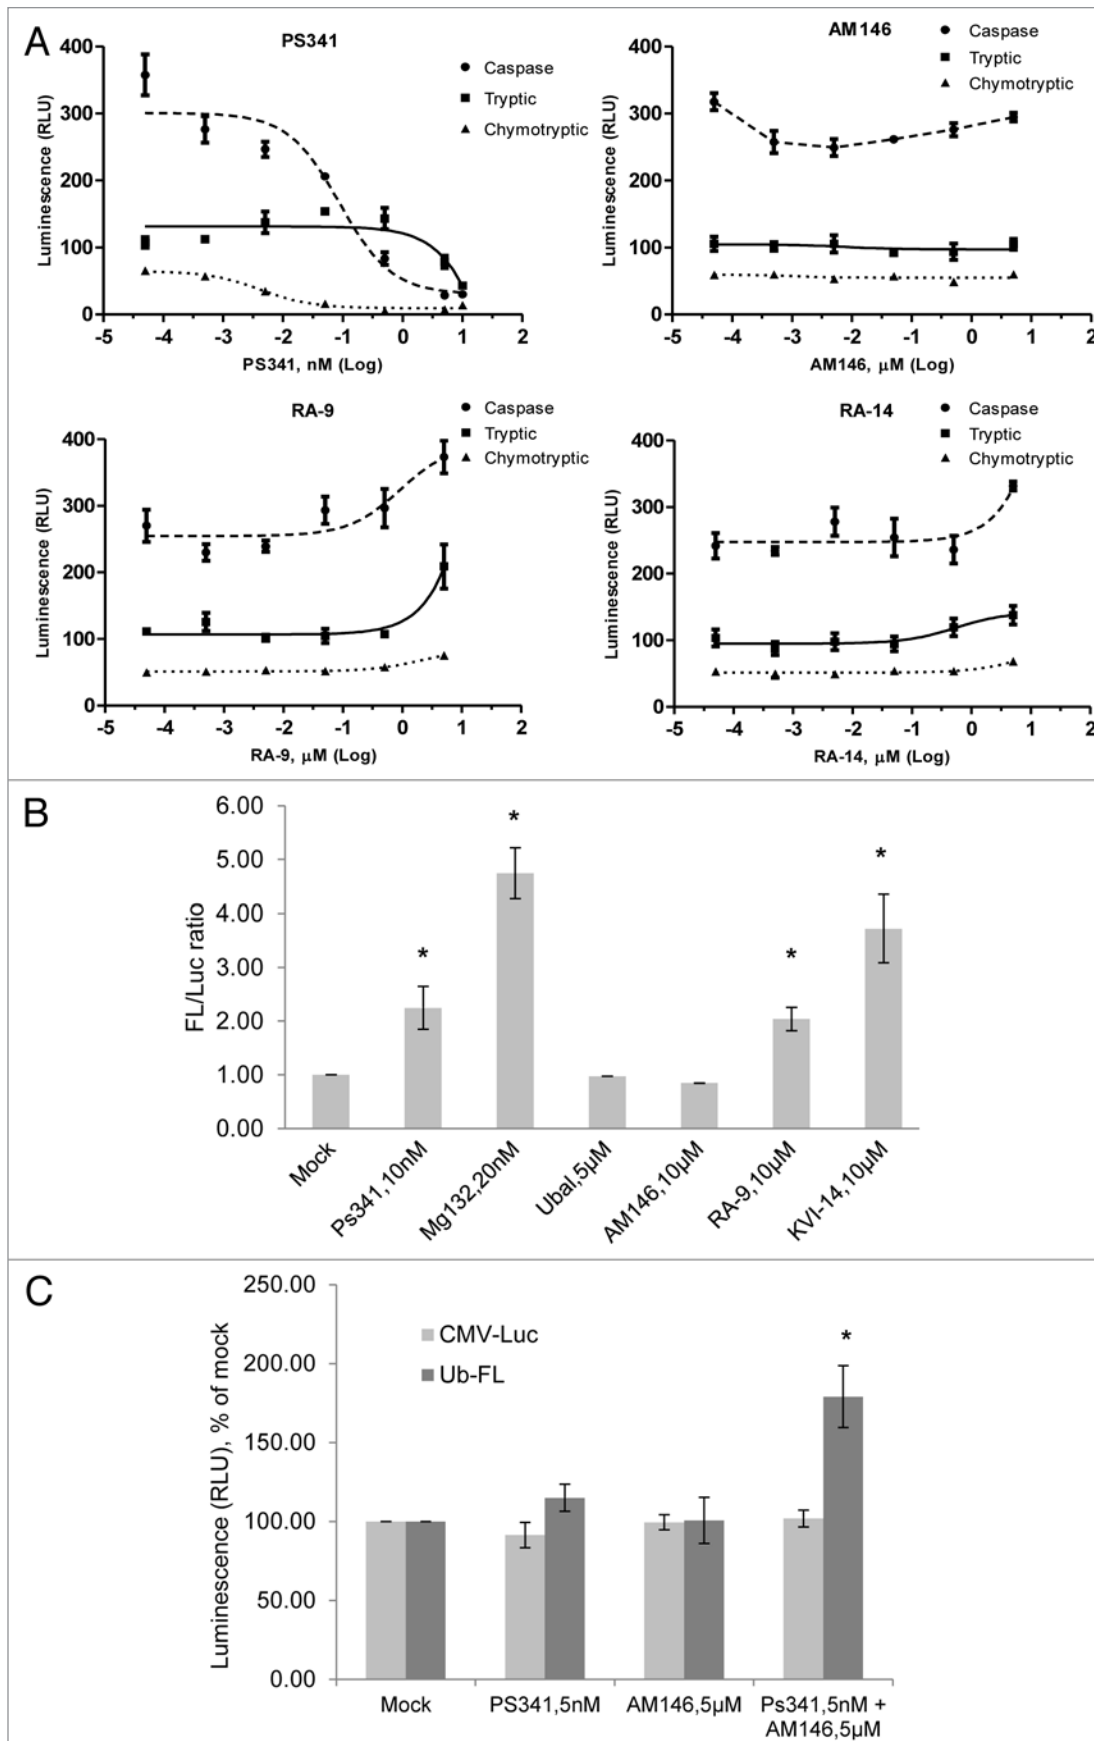 A
PS341
Caspase
Tryptic
Chymotryptic
Luminescence (RLU)
400
300
200
100
0
-5 -4 -3 -2 -1 0 1 2
PS341, nM (Log)
AM146
Caspase
Tryptic
Chymotryptic
Luminescence (RLU)
400
300
200
100
0
-5 -4 -3 -2 -1 0 1 2
AM146, μM (Log)
RA-9
Caspase
Tryptic
Chymotryptic
Luminescence (RLU)
400
300
200
100
0
-5 -4 -3 -2 -1 0 1 2
RA-9, μM (Log)
RA-14
Caspase
Tryptic
Chymotryptic
Luminescence (RLU)
400
300
200
100
0
-5 -4 -3 -2 -1 0 1 2
RA-14, μM (Log)
B
FL/Luc ratio
6.00
5.00
4.00
3.00
2.00
1.00
0.00
* * * *
Mock
Ps341,10nM
Mg132,20nM
Ubal,5μM
AM146,10μM
RA-9,10μM
KVI-14,10μM
C
Luminescence (RLU), % of mock
250.00
200.00
150.00
100.00
50.00
0.00
CMV-Luc
Ub-FL
*
Mock
PS341,5nM
AM146,5μM
Ps341,5nM +
AM146,5μM